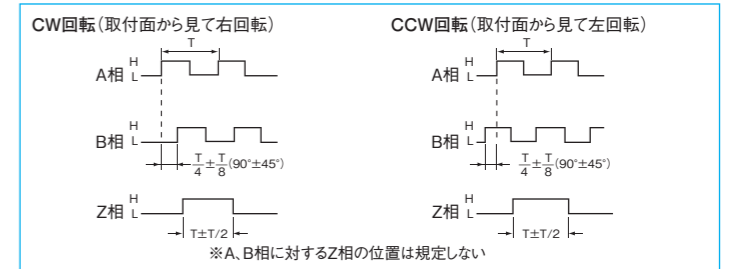 CW回転(取付面から見て右回転)
T
A相 H L
B相 H L
T/4±T/8(90°±45°)
Z相 H L
T±T/2
CCW回転(取付面から見て左回転)
T
A相 H L
B相 H L
T/4±T/8(90°±45°)
Z相 H L
T±T/2
※A、B相に対するZ相の位置は規定しない